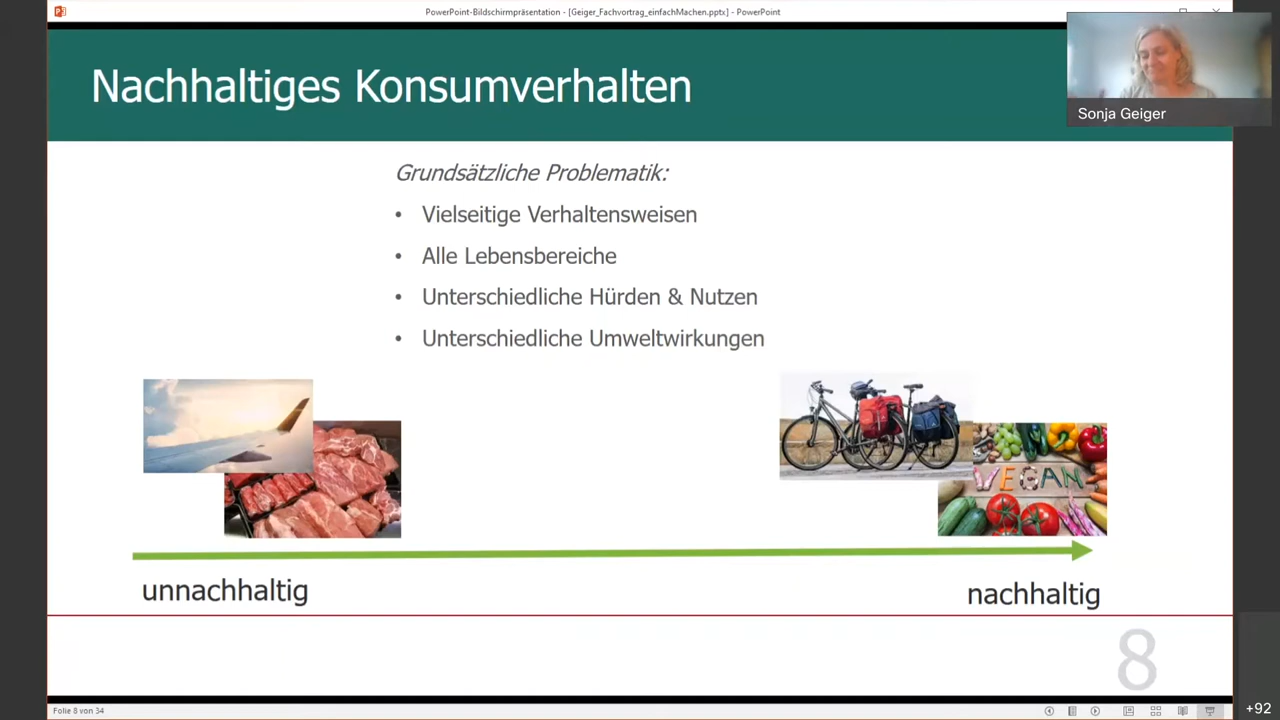 PowerPoint-Bildschirmpräsentation - [Geiger_Fachvortrag_einfachMachen.pptx] - PowerPoint
Nachhaltiges Konsumverhalten
Sonja Geiger
Grundsätzliche Problematik:
• Vielseitige Verhaltensweisen
• Alle Lebensbereiche
• Unterschiedliche Hürden & Nutzen
• Unterschiedliche Umweltwirkungen
VEGAN
unnachhaltig
nachhaltig
8
Folie 8 von 34
+92